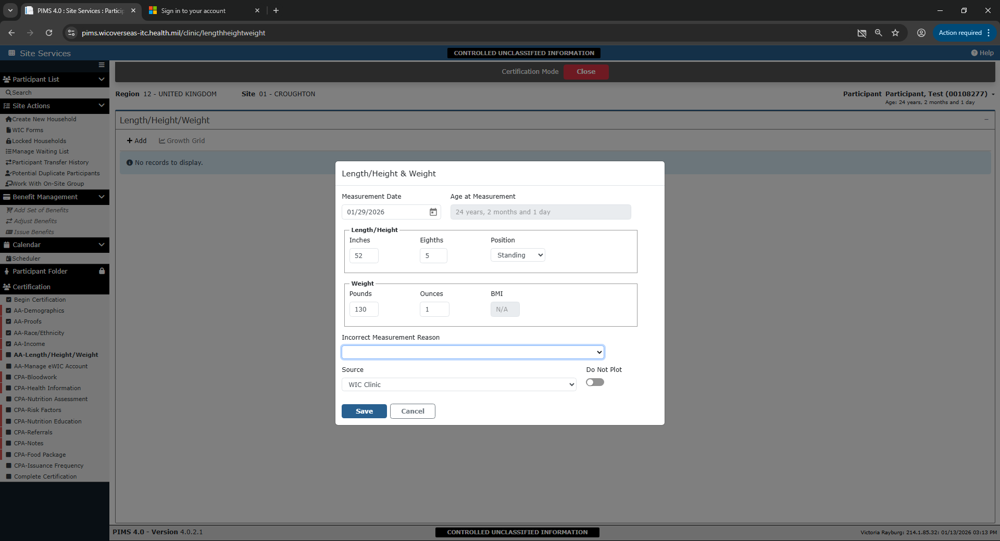 PIMS 4.0 : Site Services : Partici
Sign in to your account
pims.wicoverseas-itc.health.mil/clinic/lengthheightweight
Action required
Site Services
CONTROLLED UNCLASSIFIED INFORMATION
Help
Certification Mode Close
Participant List
Search
Site Actions
Create New Household
WIC Forms
Locked Households
Manage Waiting List
Participant Transfer History
Potential Duplicate Participants
Work With On-Site Group
Benefit Management
Add Set of Benefits
Adjust Benefits
Issue Benefits
Calendar
Scheduler
Participant Folder
Certification
Begin Certification
AA-Demographics
AA-Proofs
AA-Race/Ethnicity
AA-Income
AA-Length/Height/Weight
AA-Manage eWIC Account
CPA-Bloodwork
CPA-Health Information
CPA-Nutrition Assessment
CPA-Risk Factors
CPA-Nutrition Education
CPA-Referrals
CPA-Notes
CPA-Food Package
CPA-Issuance Frequency
Complete Certification
Region 12 - UNITED KINGDOM Site 01 - CROUGHTON
Participant Participant, Test (00108277)
Age: 24 years, 2 months and 1 day
Length/Height/Weight
Add Growth Grid
No records to display.
Length/Height & Weight
Measurement Date Age at Measurement
01/29/2026 24 years, 2 months and 1 day
Length/Height
Inches Eighths Position
52 5 Standing
Weight
Pounds Ounces BMI
130 1 N/A
Incorrect Measurement Reason
Source Do Not Plot
WIC Clinic
Save Cancel
PIMS 4.0 - Version 4.0.2.1
CONTROLLED UNCLASSIFIED INFORMATION
Victoria Rayburg: 214.1.85.32: 01/13/2026 03:13 PM